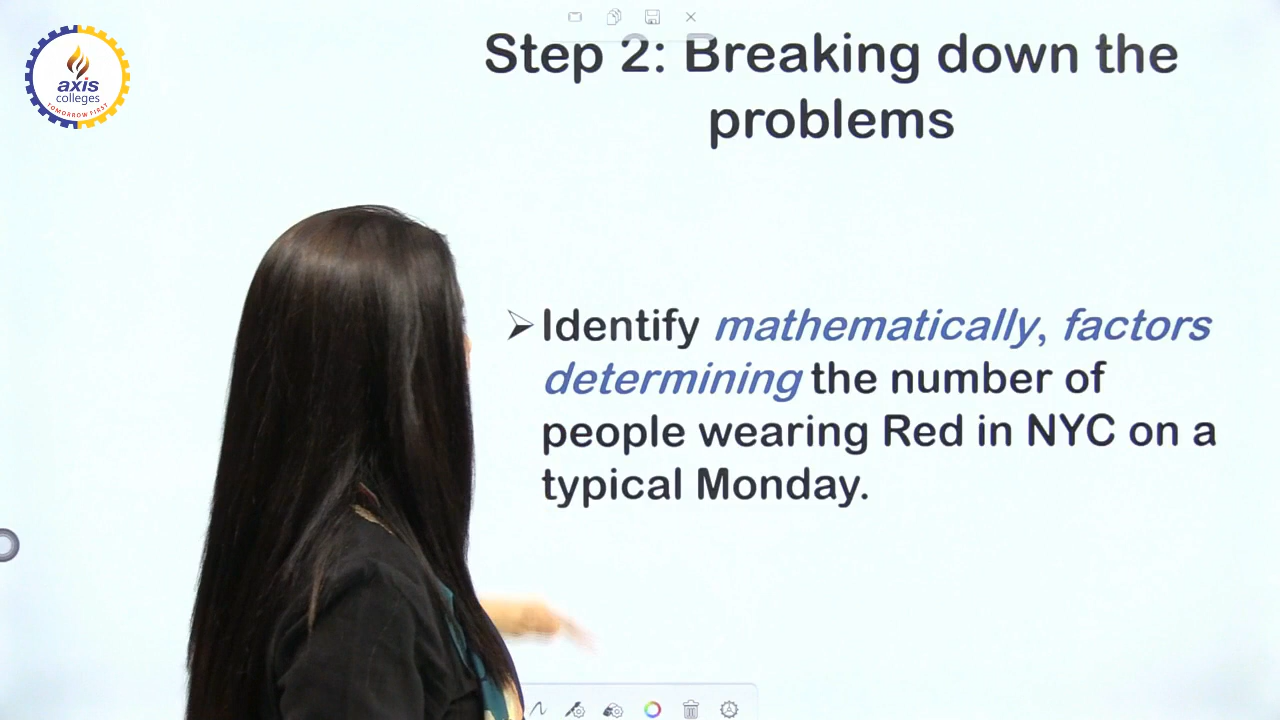 axis
colleges
TOMORROW FIRST
Step 2: Breaking down the
problems
➢ Identify mathematically, factors
determining the number of
people wearing Red in NYC on a
typical Monday.